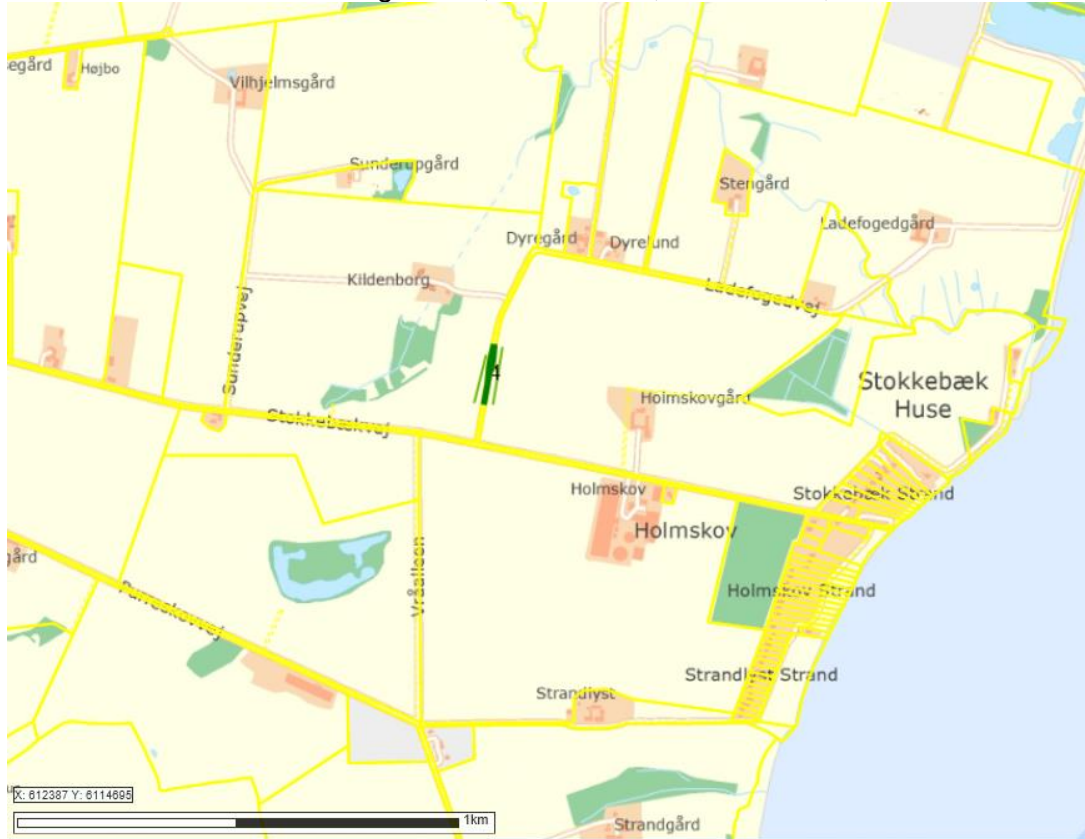 Højbo
Vilhjelmsgård
Sunderupgård
Stengård
Ladefogedgård
Dyregård
Dyrelund
Kildenborg
Ladefogedvej
Sunderupvej
4
Stokkebæk
Huse
Holmskovgård
Stokkebækvej
Holmskov
Stokkebæk Strand
Holmskov
Vråalleen
Holmskov Strand
Strandlyst Strand
Strandlyst
X: 612387 Y: 6114695
1km
Strandgård